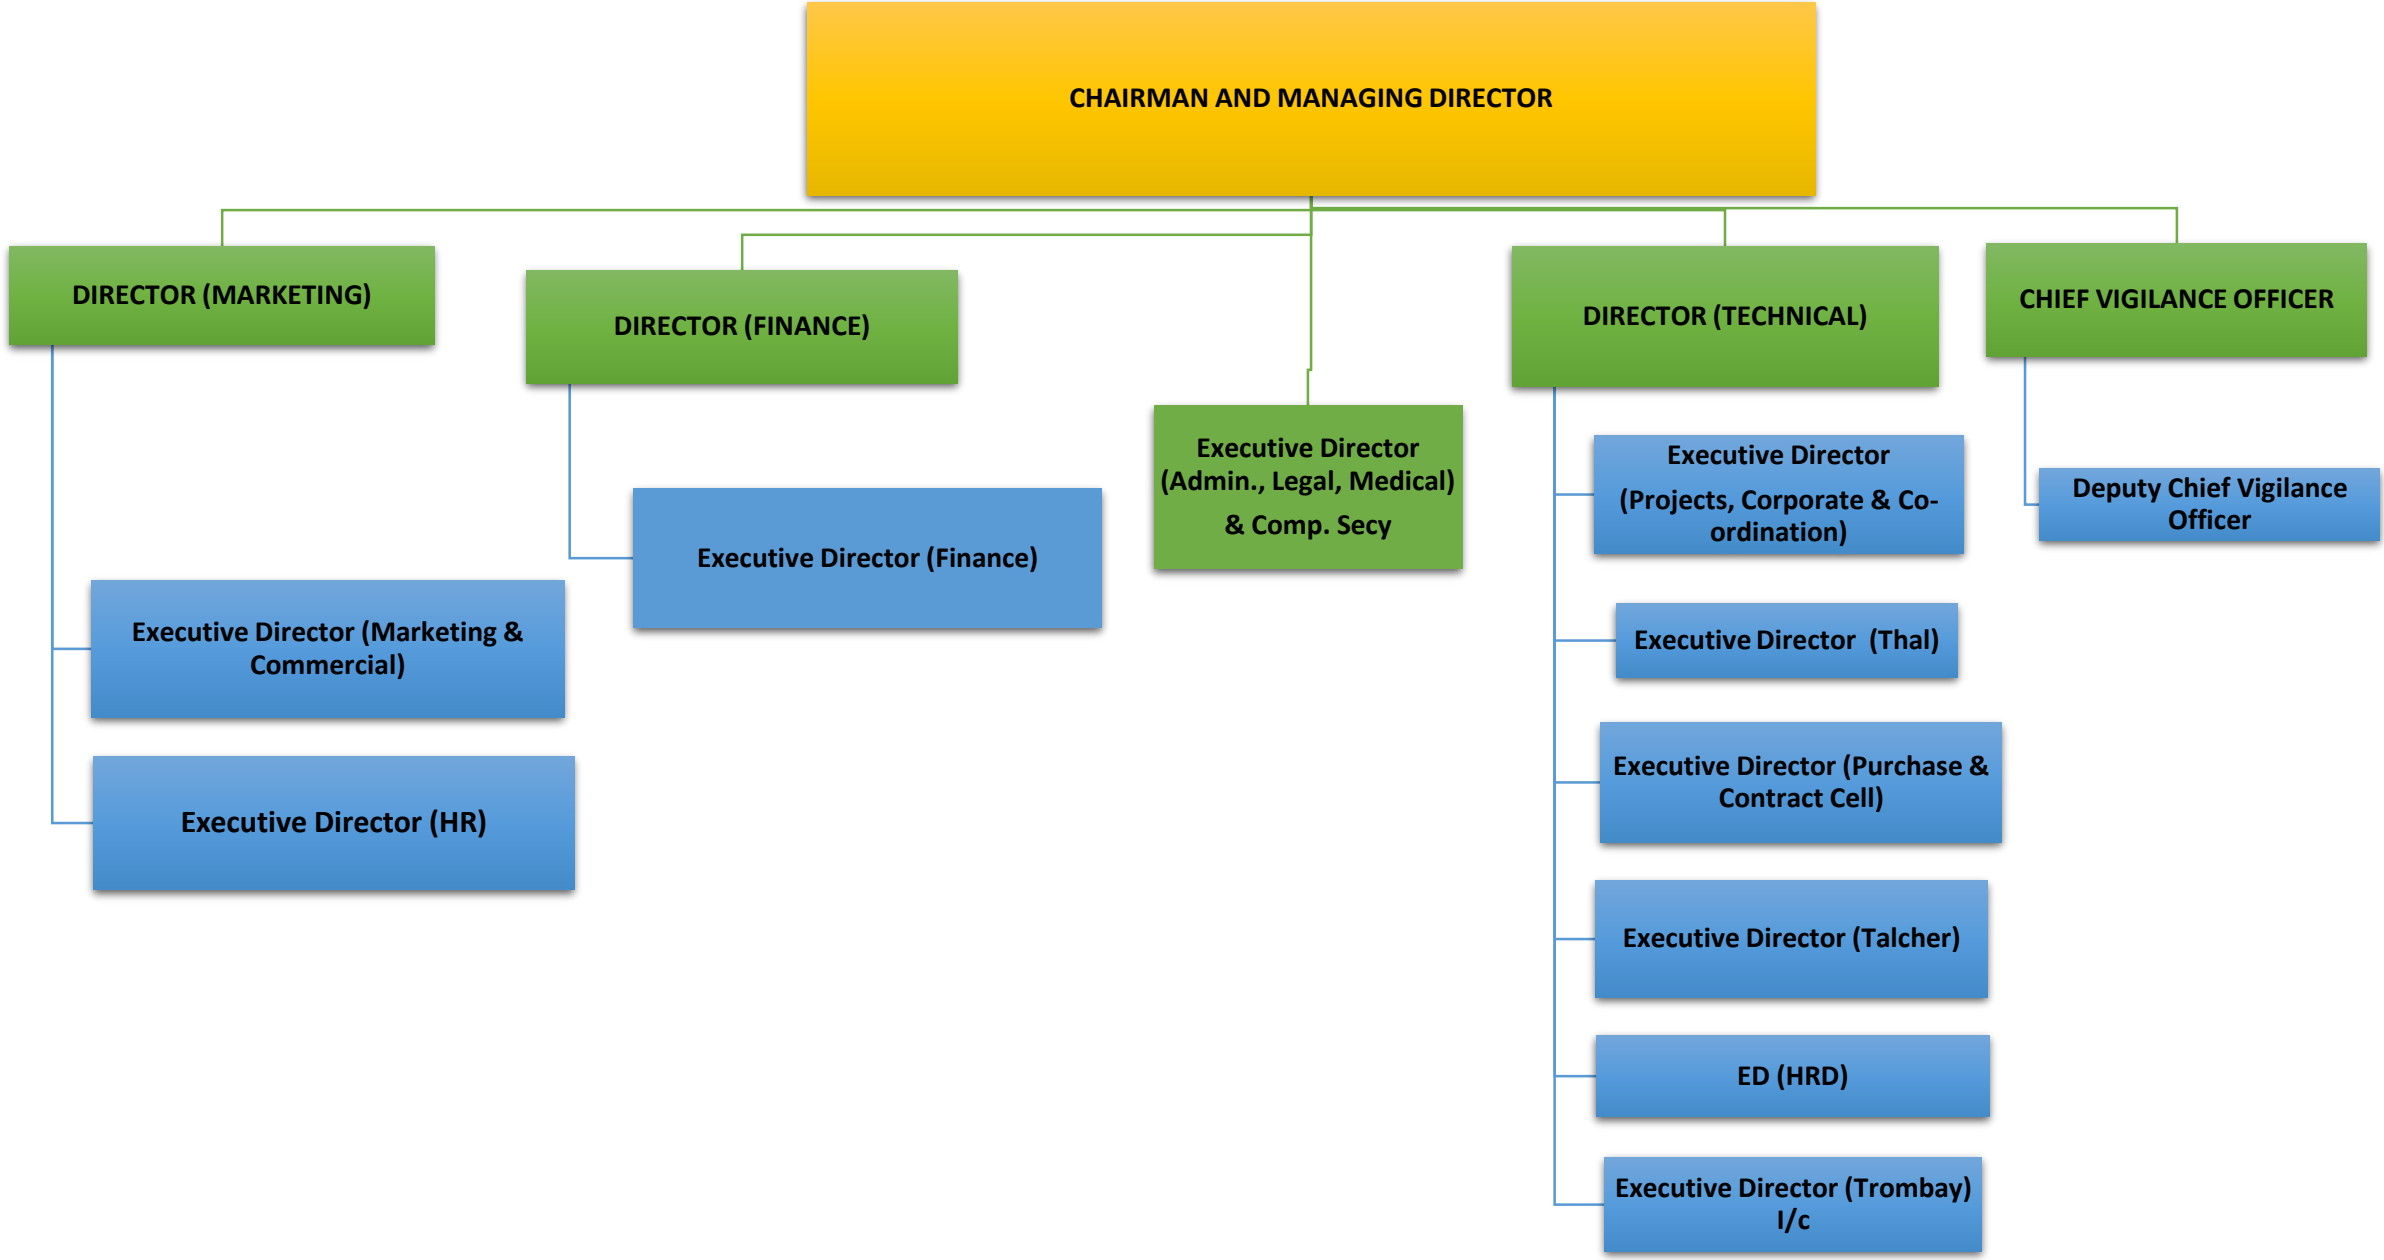 CHAIRMAN AND MANAGING DIRECTOR
DIRECTOR (MARKETING)
Executive Director (Marketing &
Commercial)
Executive Director (HR)
DIRECTOR (FINANCE)
Executive Director (Finance)
Executive Director
(Admin., Legal, Medical)
& Comp. Secy
DIRECTOR (TECHNICAL)
Executive Director
(Projects, Corporate & Co-
ordination)
Executive Director (Thal)
Executive Director (Purchase &
Contract Cell)
Executive Director (Talcher)
ED (HRD)
Executive Director (Trombay)
I/c
CHIEF VIGILANCE OFFICER
Deputy Chief Vigilance
Officer